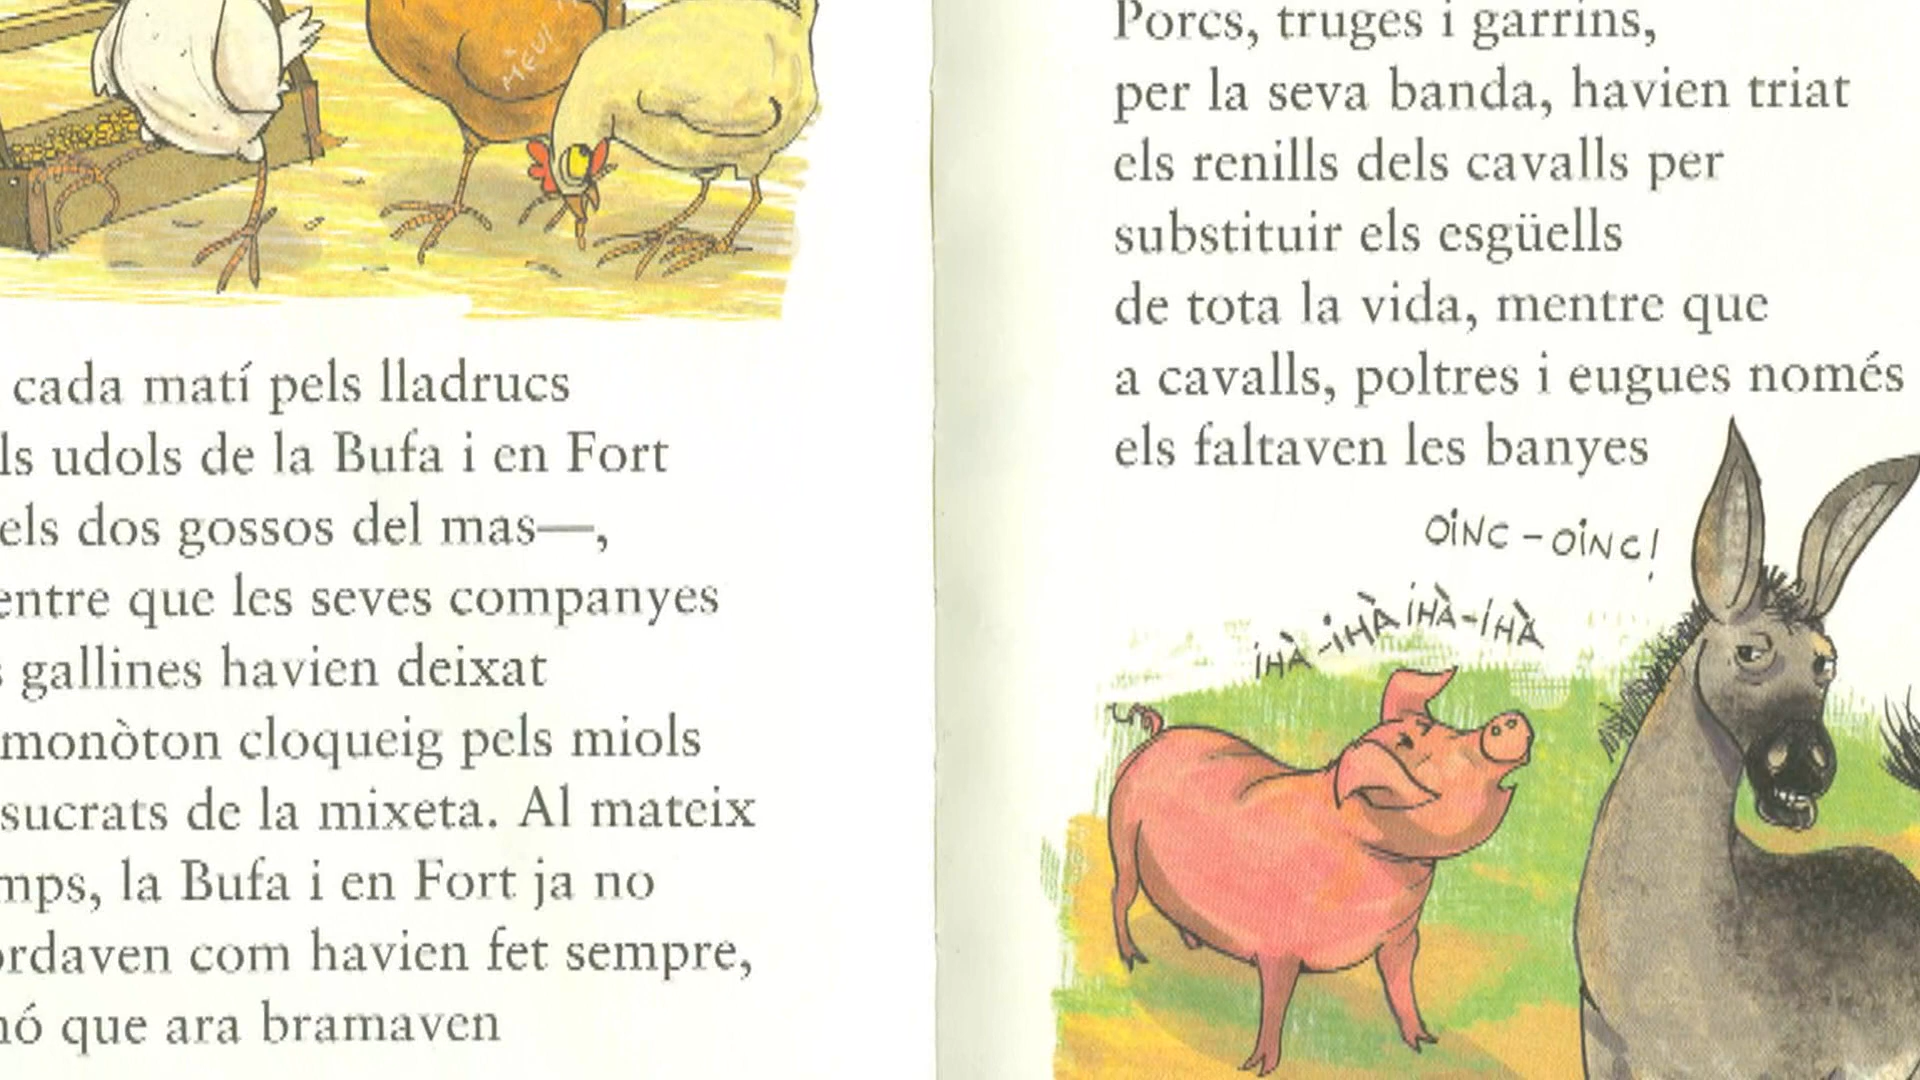 MÈU!
cada matí pels lladrucs
ls udols de la Bufa i en Fort
els dos gossos del mas—,
entre que les seves companyes
s gallines havien deixat
monòton cloqueig pels miols
sucrats de la mixeta. Al mateix
mps, la Bufa i en Fort ja no
ordaven com havien fet sempre,
nó que ara bramaven
Porcs, truges i garrins,
per la seva banda, havien triat
els renills dels cavalls per
substituir els esgüells
de tota la vida, mentre que
a cavalls, poltres i eugues només
els faltaven les banyes
OINC-OINC!
IHÀ-IHÀ IHÀ-IHÀ